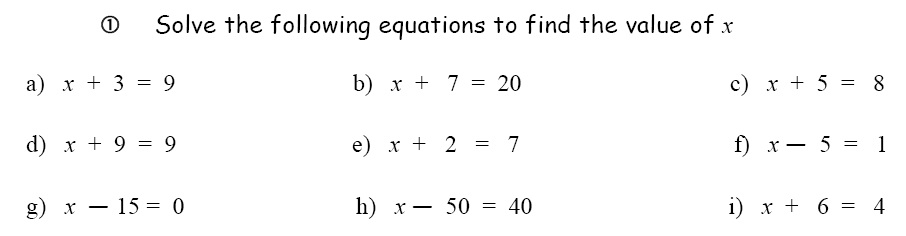 ① Solve the following equations to find the value of x
a) x + 3 = 9 b) x + 7 = 20 c) x + 5 = 8
d) x + 9 = 9 e) x + 2 = 7 f) x − 5 = 1
g) x − 15 = 0 h) x − 50 = 40 i) x + 6 = 4